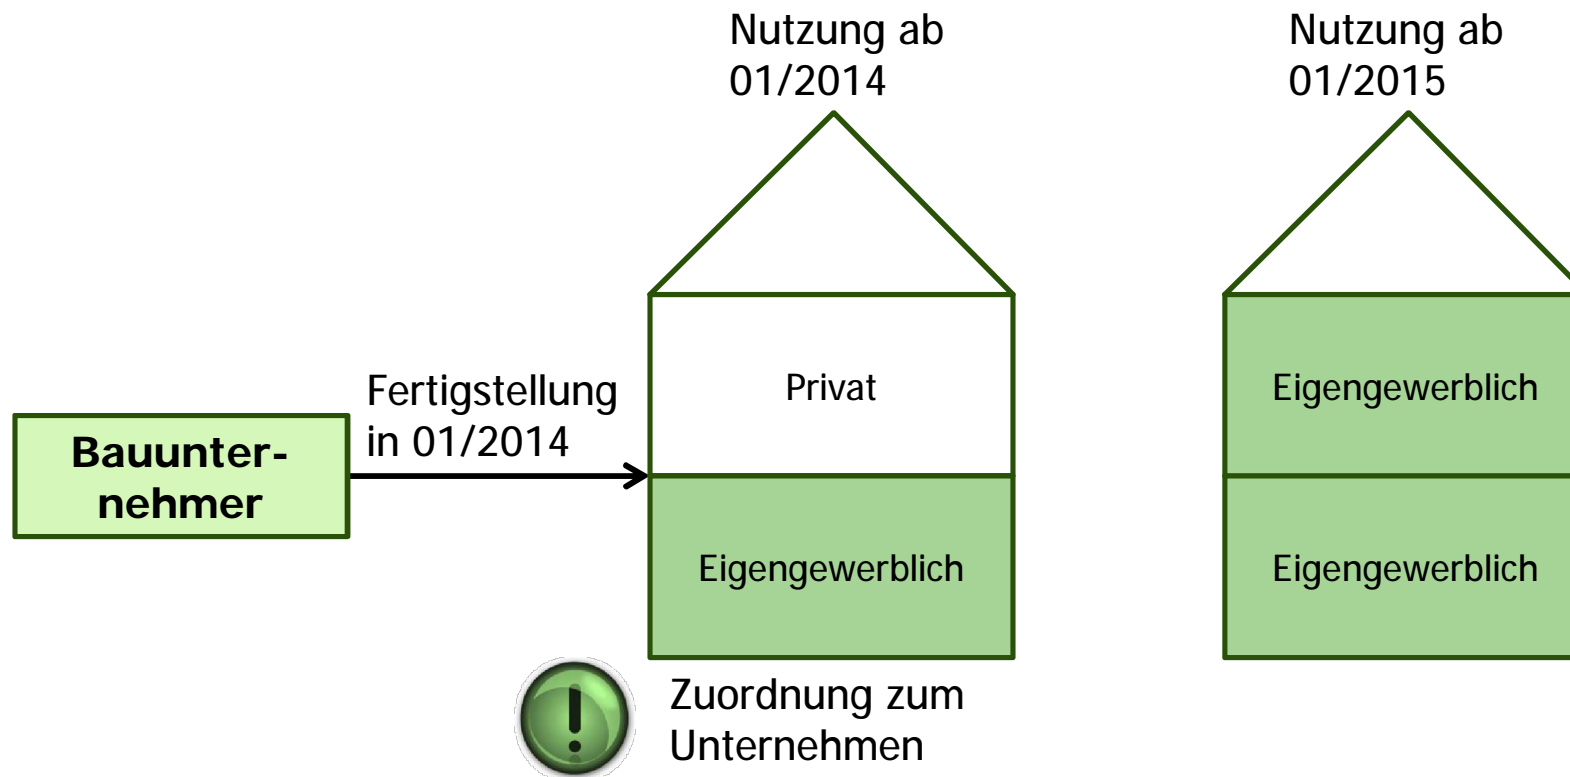 Nutzung ab
01/2014
Nutzung ab
01/2015
Fertigstellung
in 01/2014
Bauunter-
nehmer
Privat
Eigengewerblich
Eigengewerblich
Eigengewerblich
Zuordnung zum
Unternehmen